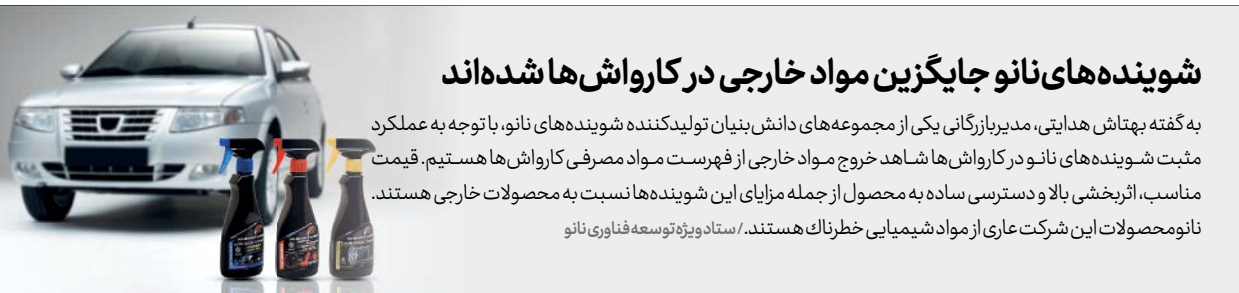 شوینده‌های نانو جایگزین مواد خارجی در کارواش‌ها شده‌اند
به گفته بهتاش هدایتی، مدیربازرگانی یکی از مجموعه‌های دانش‌بنیان تولیدکننده شوینده‌های نانو، با توجه به عملکرد
مثبت شوینده‌های نانو در کارواش‌ها شاهد خروج مواد خارجی از فهرست مواد مصرفی کارواش‌ها هستیم. قیمت
مناسب، اثربخشی بالا و دسترسی ساده به محصول از جمله مزایای این شوینده‌ها نسبت به محصولات خارجی هستند.
نانومحصولات این شرکت عاری از مواد شیمیایی خطرناك هستند./ ستاد ویژه توسعه فناوری نانو